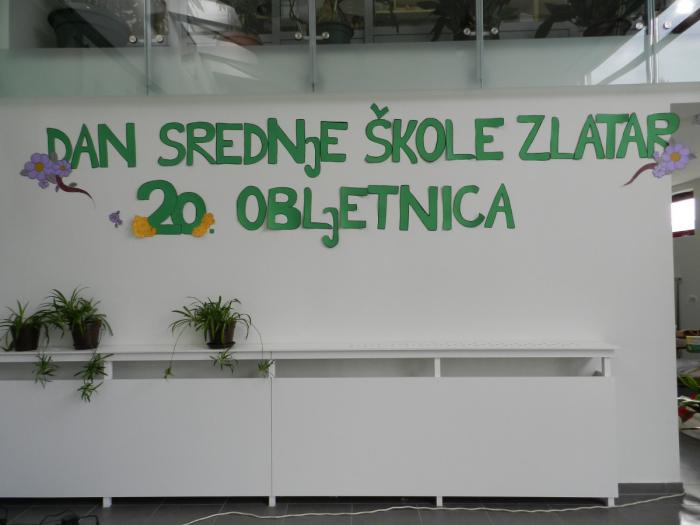 DAN SREDNjE ŠKOLE ZLATAR
20. OBLjETNICA